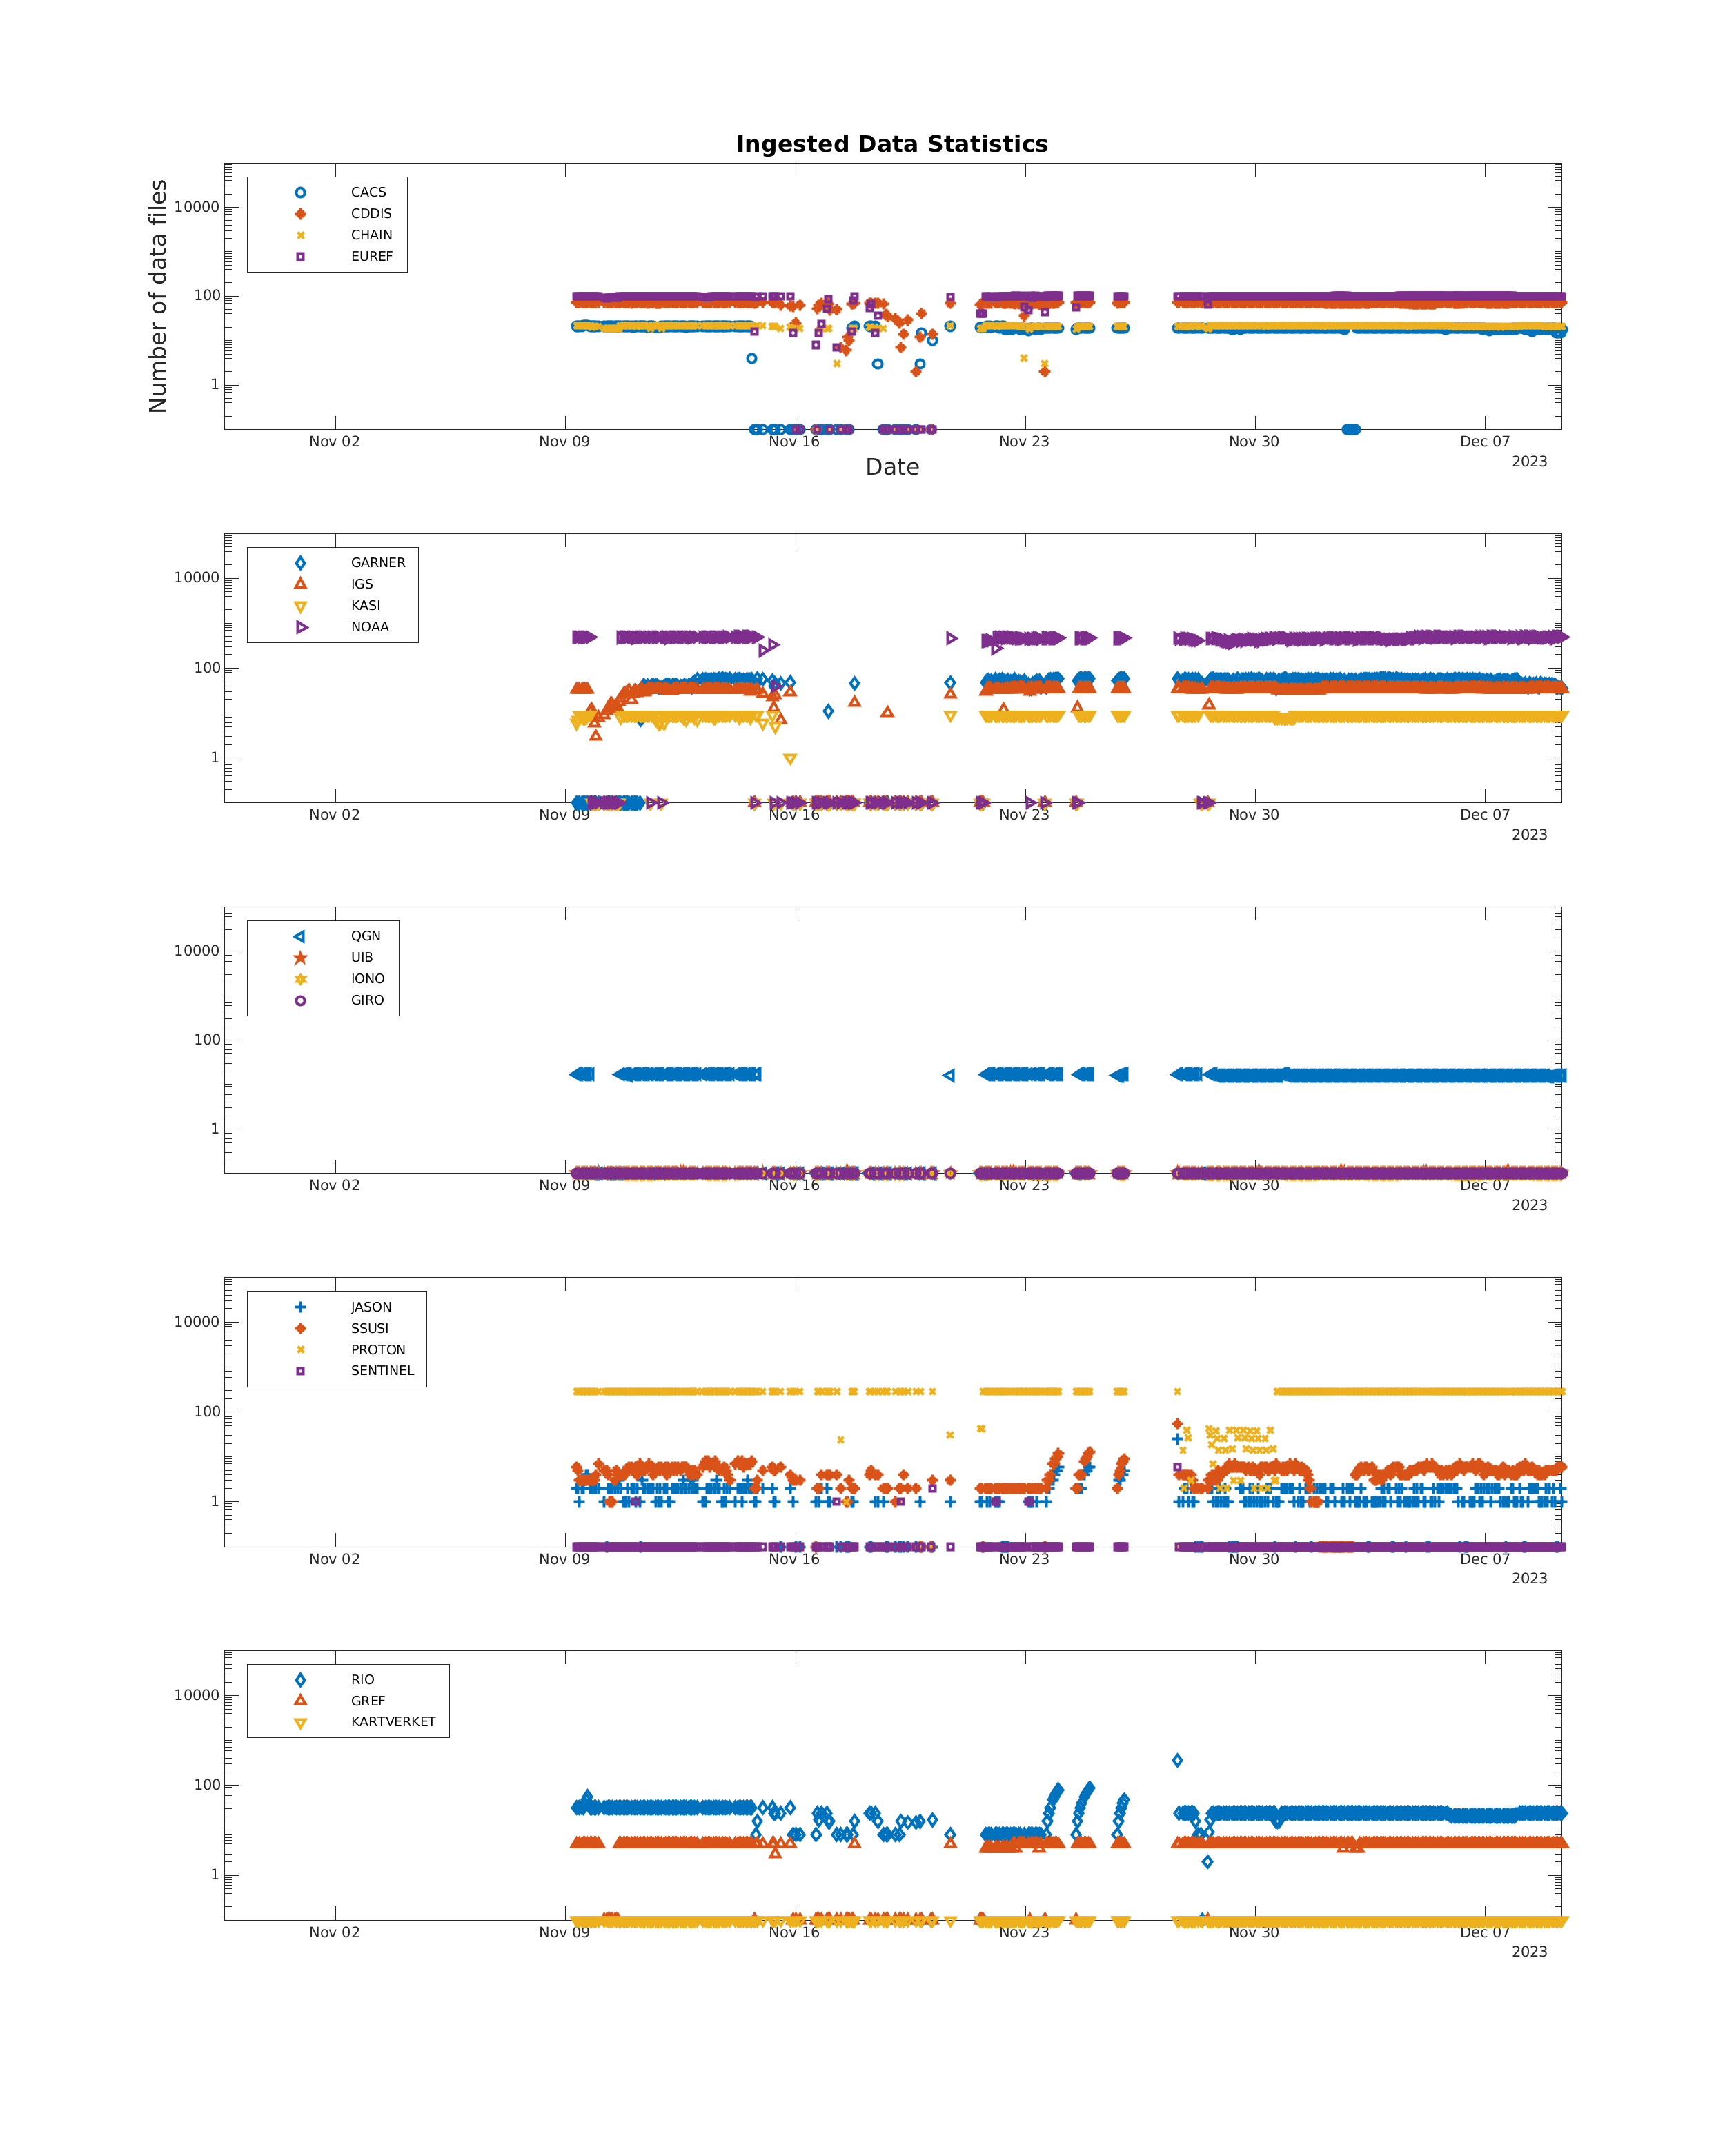 Ingested Data Statistics
Number of data files
CACS
CDDIS
CHAIN
EUREF
10000
100
1
Nov 02 Nov 09 Nov 16 Nov 23 Nov 30 Dec 07
2023
Date
GARNER
IGS
KASI
NOAA
10000
100
1
Nov 02 Nov 09 Nov 16 Nov 23 Nov 30 Dec 07
2023
QGN
UIB
IONO
GIRO
10000
100
1
Nov 02 Nov 09 Nov 16 Nov 23 Nov 30 Dec 07
2023
JASON
SSUSI
PROTON
SENTINEL
10000
100
1
Nov 02 Nov 09 Nov 16 Nov 23 Nov 30 Dec 07
2023
RIO
GREF
KARTVERKET
10000
100
1
Nov 02 Nov 09 Nov 16 Nov 23 Nov 30 Dec 07
2023